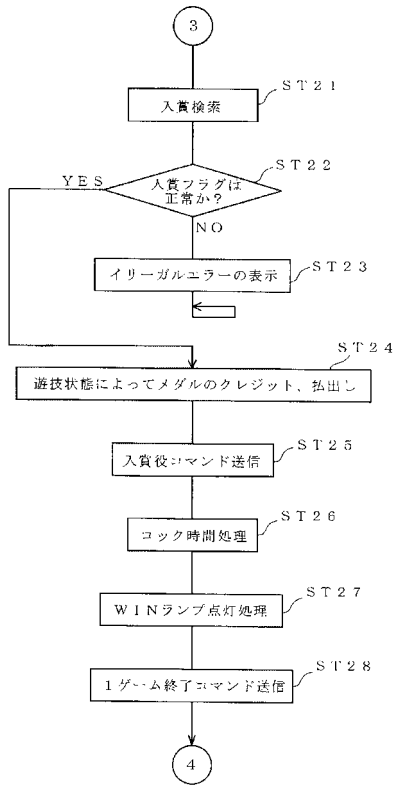 3
ST21
入賞検索
ST22
YES
入賞フラグは
正常か?
NO
イリーガルエラーの表示
ST23
ST24
遊技状態によってメダルのクレジット、払出し
ST25
入賞役コマンド送信
ST26
コック時間処理
ST27
WINランプ点灯処理
ST28
1ゲーム終了コマンド送信
4